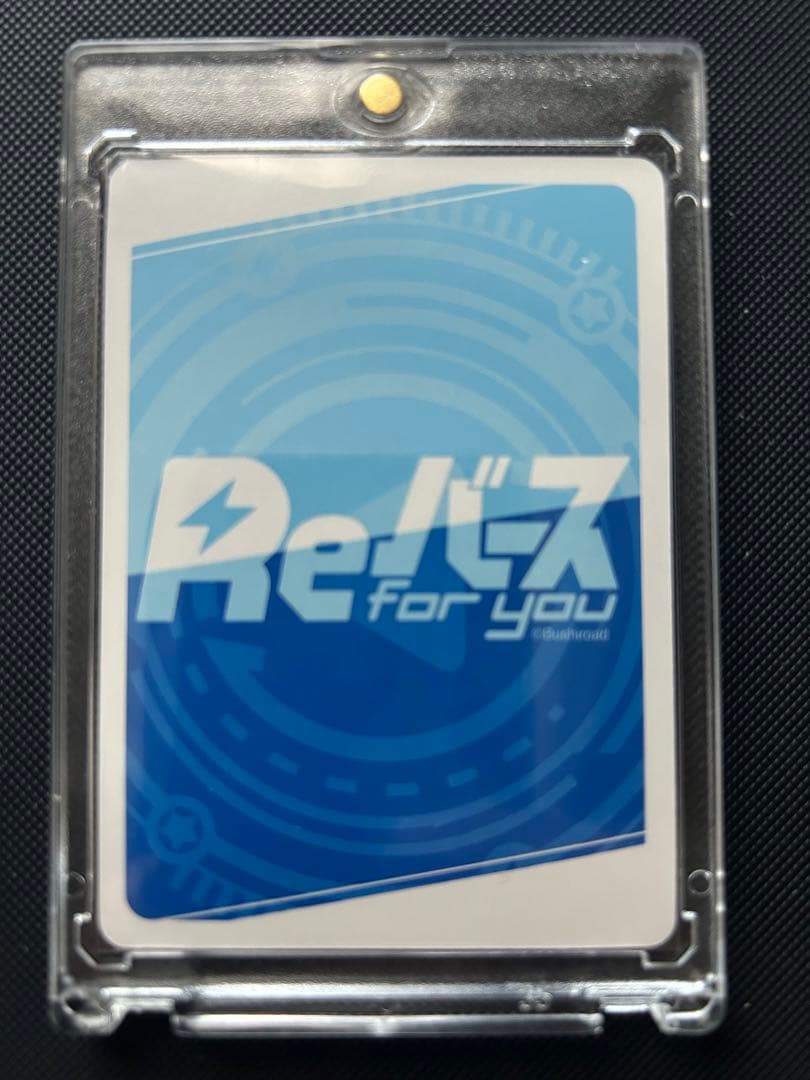 Reバース
for you
©Bushiroad